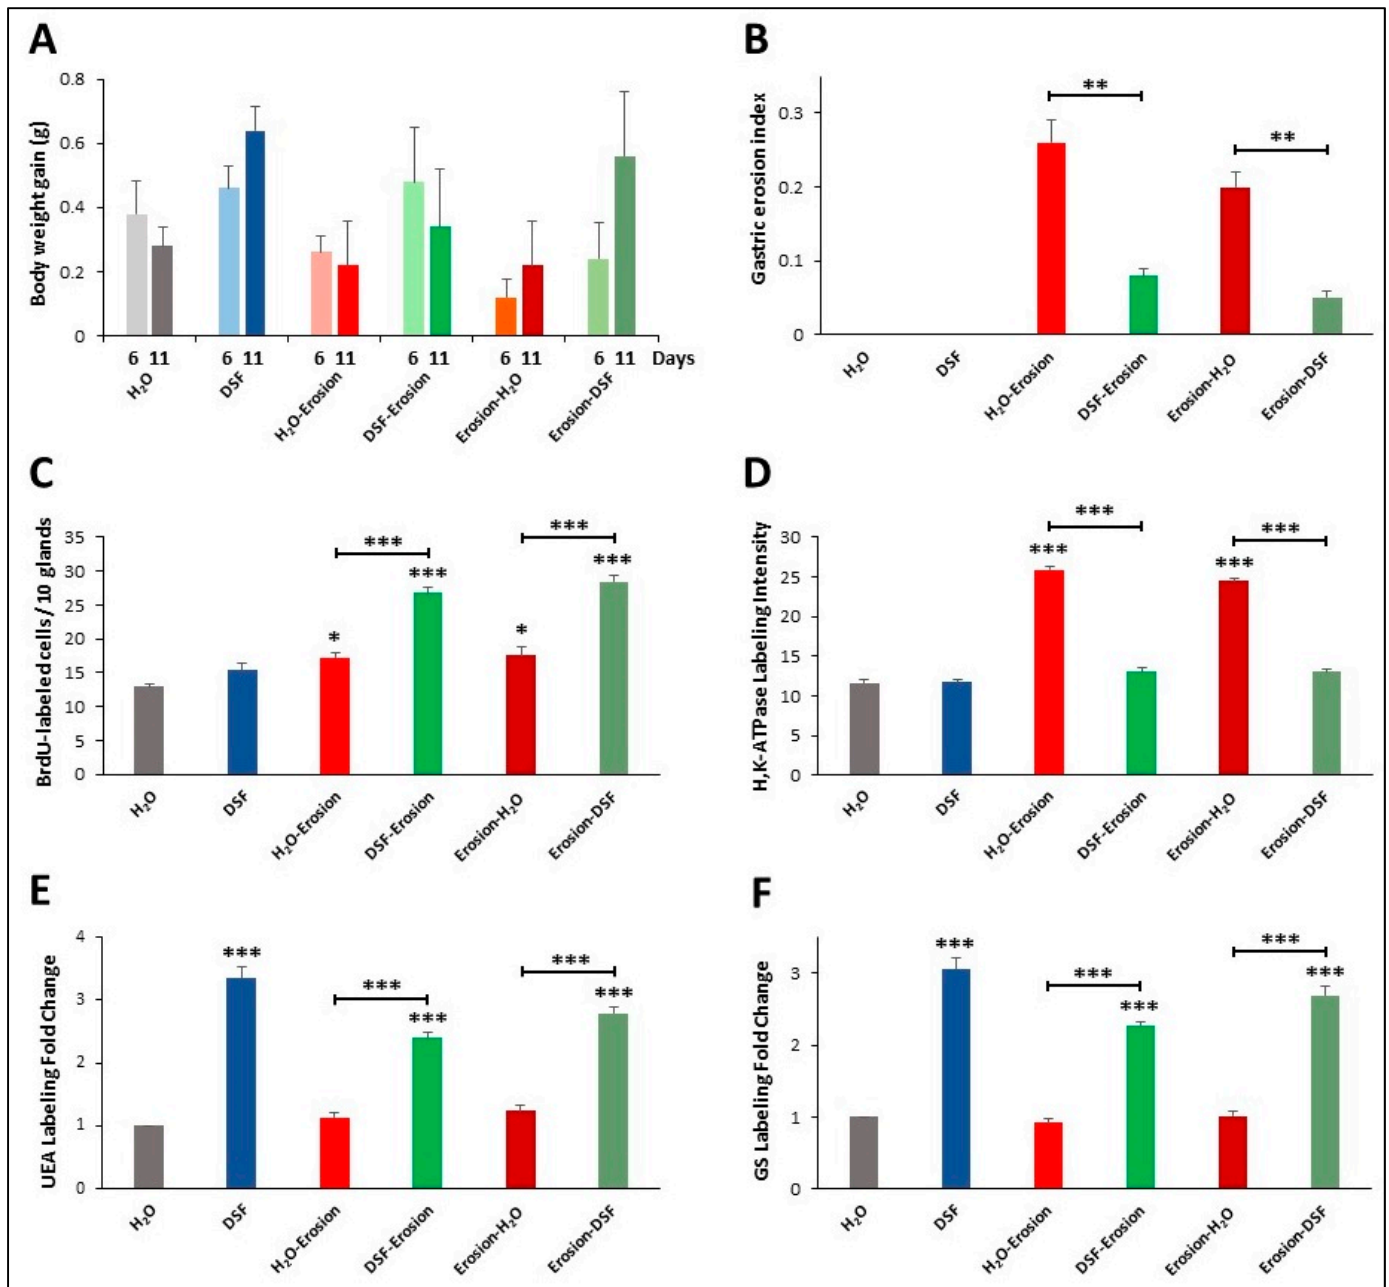 A
Body weight gain (g)
0.8
0.6
0.4
0.2
0
6 11 6 11 6 11 6 11 6 11 6 11 Days
H₂O DSF H₂O-Erosion DSF-Erosion Erosion-H₂O Erosion-DSF
B
Gastric erosion index
0.3
0.2
0.1
0
** **
H₂O DSF H₂O-Erosion DSF-Erosion Erosion-H₂O Erosion-DSF
C
BrdU-labeled cells / 10 glands
35
30
25
20
15
10
5
0
*** ***
* *** * ***
H₂O DSF H₂O-Erosion DSF-Erosion Erosion-H₂O Erosion-DSF
D
H,K-ATPase Labeling Intensity
30
25
20
15
10
5
0
*** ***
*** ***
H₂O DSF H₂O-Erosion DSF-Erosion Erosion-H₂O Erosion-DSF
E
UEA Labeling Fold Change
4
3
2
1
0
*** ***
*** *** ***
H₂O DSF H₂O-Erosion DSF-Erosion Erosion-H₂O Erosion-DSF
F
GS Labeling Fold Change
3
2
1
0
*** ***
*** *** ***
H₂O DSF H₂O-Erosion DSF-Erosion Erosion-H₂O Erosion-DSF